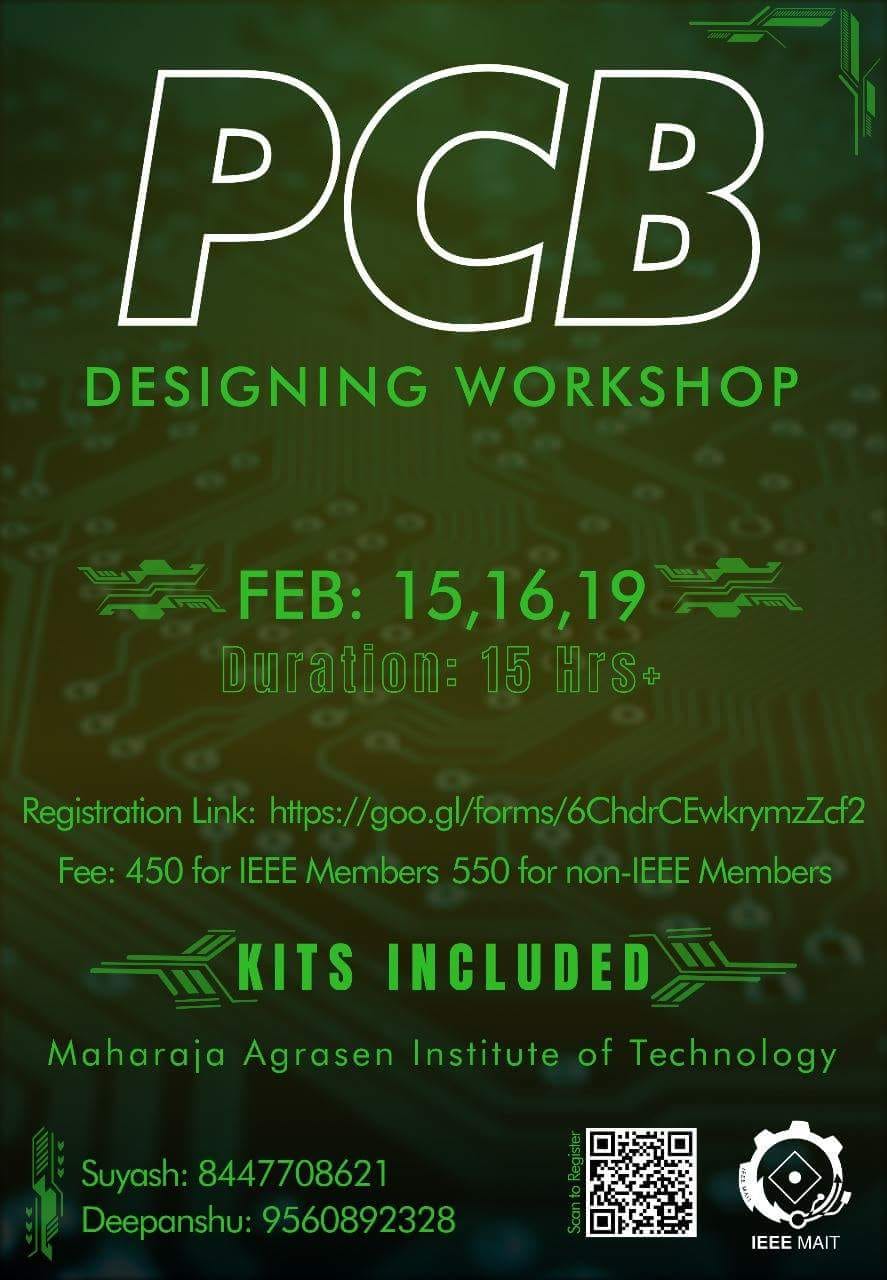 PCB
DESIGNING WORKSHOP
FEB: 15,16,19
Duration: 15 Hrs+
Registration Link: https://goo.gl/forms/6ChdrCEwkrymzZcf2
Fee: 450 for IEEE Members 550 for non-IEEE Members
KITS INCLUDED
Maharaja Agrasen Institute of Technology
Suyash: 8447708621
Deepanshu: 9560892328
Scan to Register
IEEE MAIT
IEEE MAIT